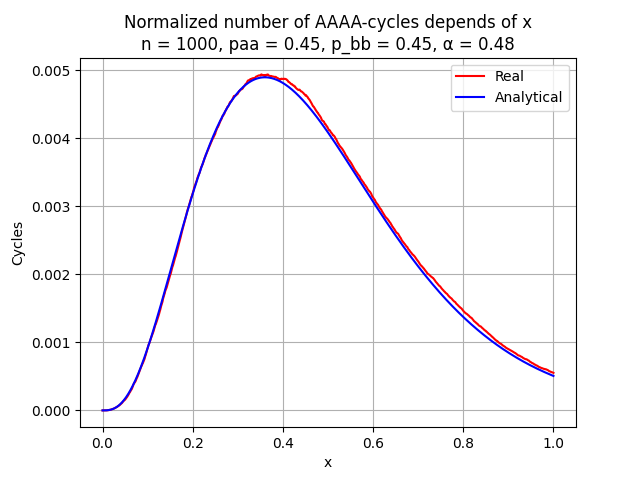 Normalized number of AAAA-cycles depends of x
n = 1000, paa = 0.45, p_bb = 0.45, α = 0.48
Real
Analytical
Cycles
0.005
0.004
0.003
0.002
0.001
0.000
0.0 0.2 0.4 0.6 0.8 1.0
x